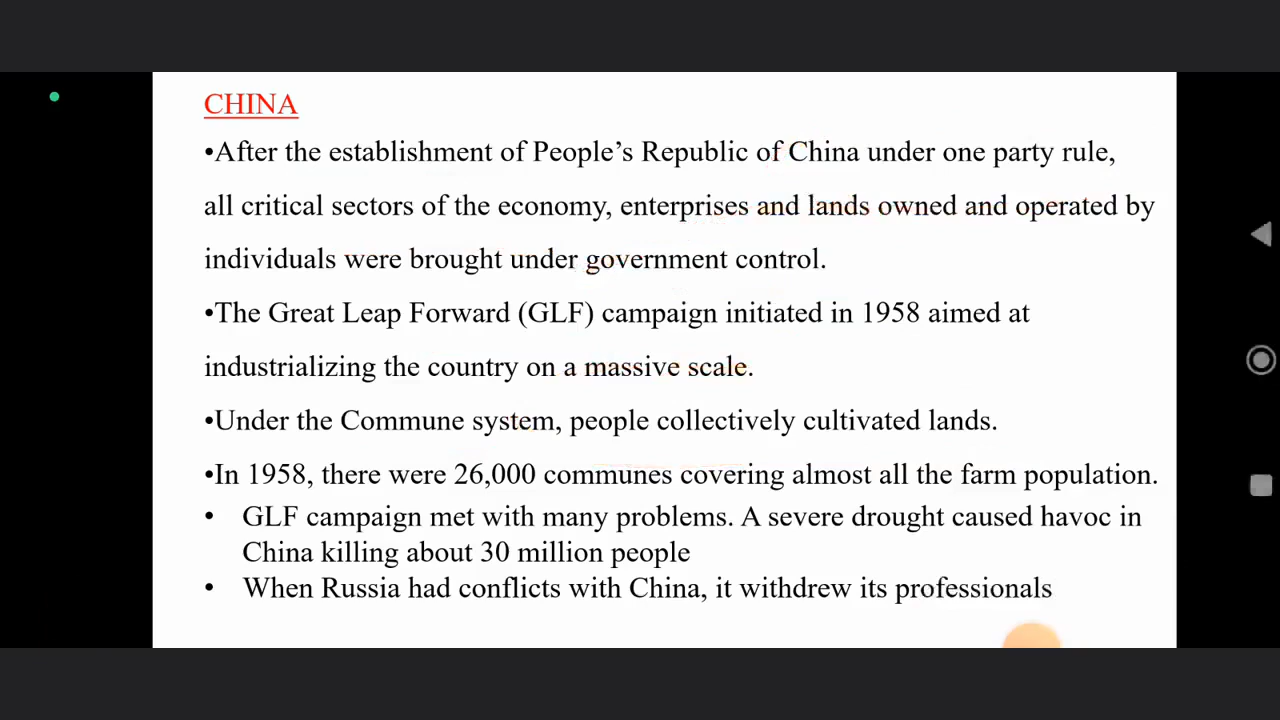 CHINA
•After the establishment of People’s Republic of China under one party rule,
all critical sectors of the economy, enterprises and lands owned and operated by
individuals were brought under government control.
•The Great Leap Forward (GLF) campaign initiated in 1958 aimed at
industrializing the country on a massive scale.
•Under the Commune system, people collectively cultivated lands.
•In 1958, there were 26,000 communes covering almost all the farm population.
• GLF campaign met with many problems. A severe drought caused havoc in
China killing about 30 million people
• When Russia had conflicts with China, it withdrew its professionals